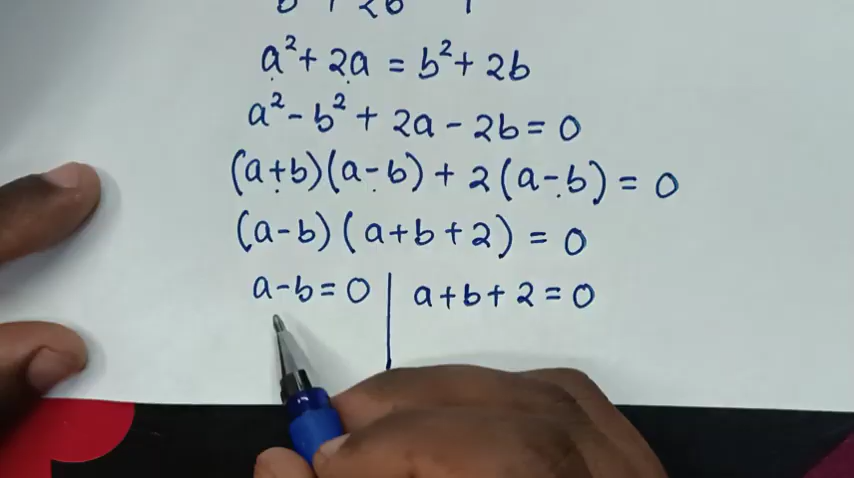 a² + 2a = b² + 2b
a² - b² + 2a - 2b = 0
(a+b)(a-b) + 2(a-b) = 0
(a-b)(a+b+2) = 0
a-b=0 | a+b+2=0